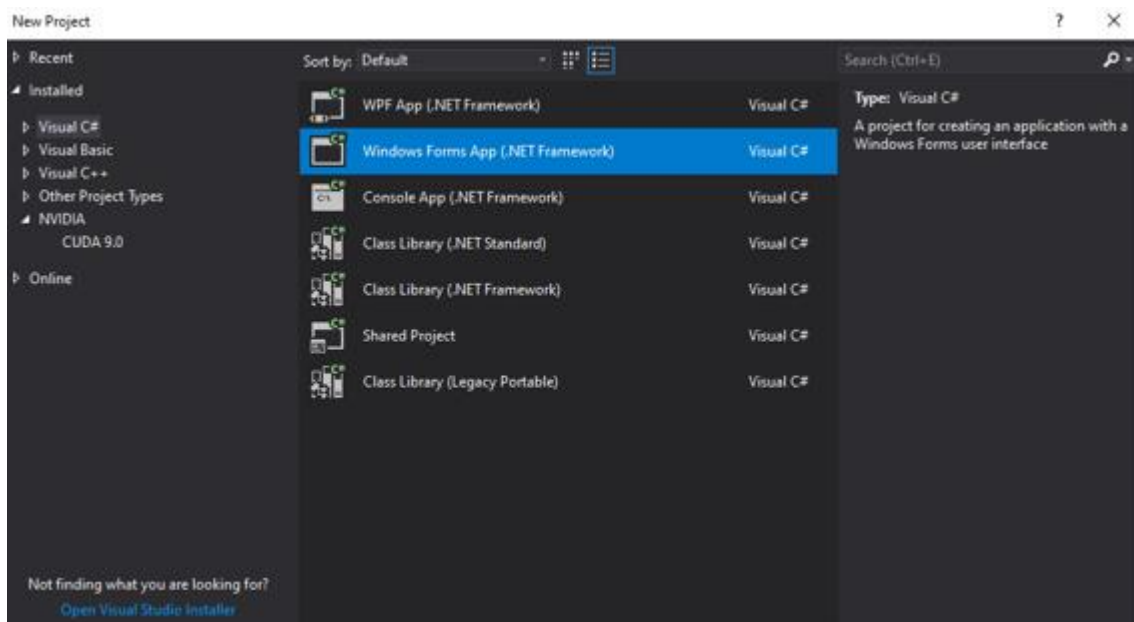 New Project
?
Recent
Installed
Visual C#
Visual Basic
Visual C++
Other Project Types
NVIDIA
CUDA 9.0
Online
Not finding what you are looking for?
Open Visual Studio Installer
Sort by: Default
WPF App (.NET Framework) Visual C#
Windows Forms App (.NET Framework) Visual C#
Console App (.NET Framework) Visual C#
Class Library (.NET Standard) Visual C#
Class Library (.NET Framework) Visual C#
Shared Project Visual C#
Class Library (Legacy Portable) Visual C#
Search (Ctrl+E)
Type: Visual C#
A project for creating an application with a
Windows Forms user interface